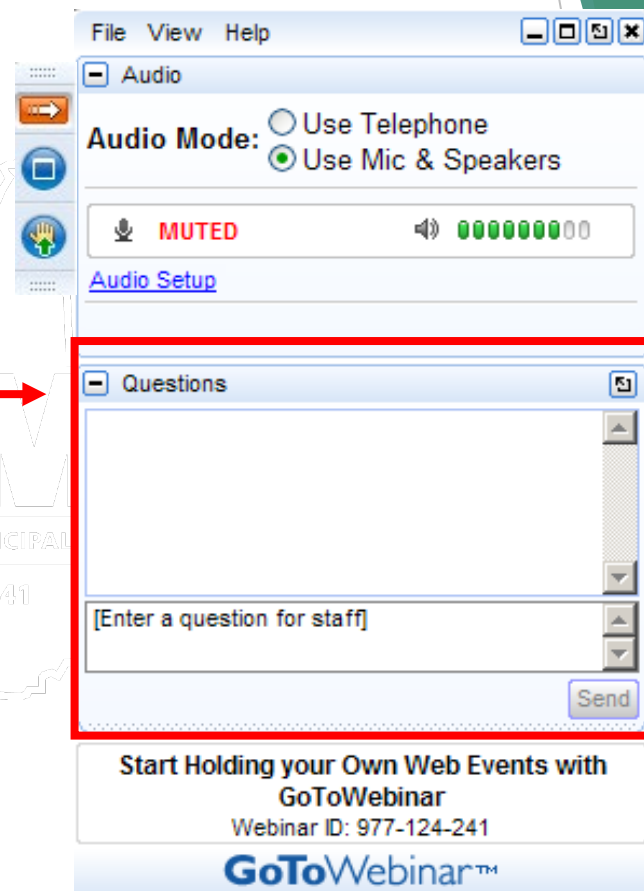 File View Help
Audio
Audio Mode:
Use Telephone
Use Mic & Speakers
MUTED
Audio Setup
Questions
[Enter a question for staff]
Send
Start Holding your Own Web Events with
GoToWebinar
Webinar ID: 977-124-241
GoToWebinar™